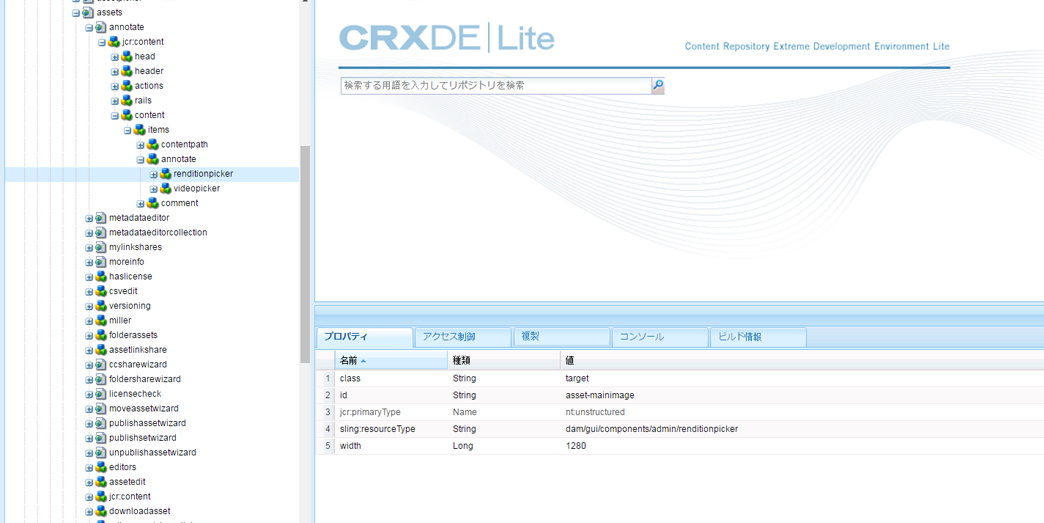 assets
annotate
jcr:content
head
header
actions
rails
content
items
contentpath
annotate
renditionpicker
videopicker
comment
metadataeditor
metadataeditorcollection
mylinkshares
moreinfo
haslicense
csvedit
versioning
miller
folderassets
assetlinkshare
ccsharewizard
foldersharewizard
licensecheck
moveassetwizard
publishassetwizard
publishsetwizard
unpublishassetwizard
editors
assetedit
jcr:content
downloadasset
CRXDE | Lite
Content Repository Extreme Development Environment Lite
検索する用語を入力してリポジトリを検索
プロパティ アクセス制御 複製 コンソール ビルド情報
名前 種類 値
1 class String target
2 id String asset-mainimage
3 jcr:primaryType Name nt:unstructured
4 sling:resourceType String dam/gui/components/admin/renditionpicker
5 width Long 1280